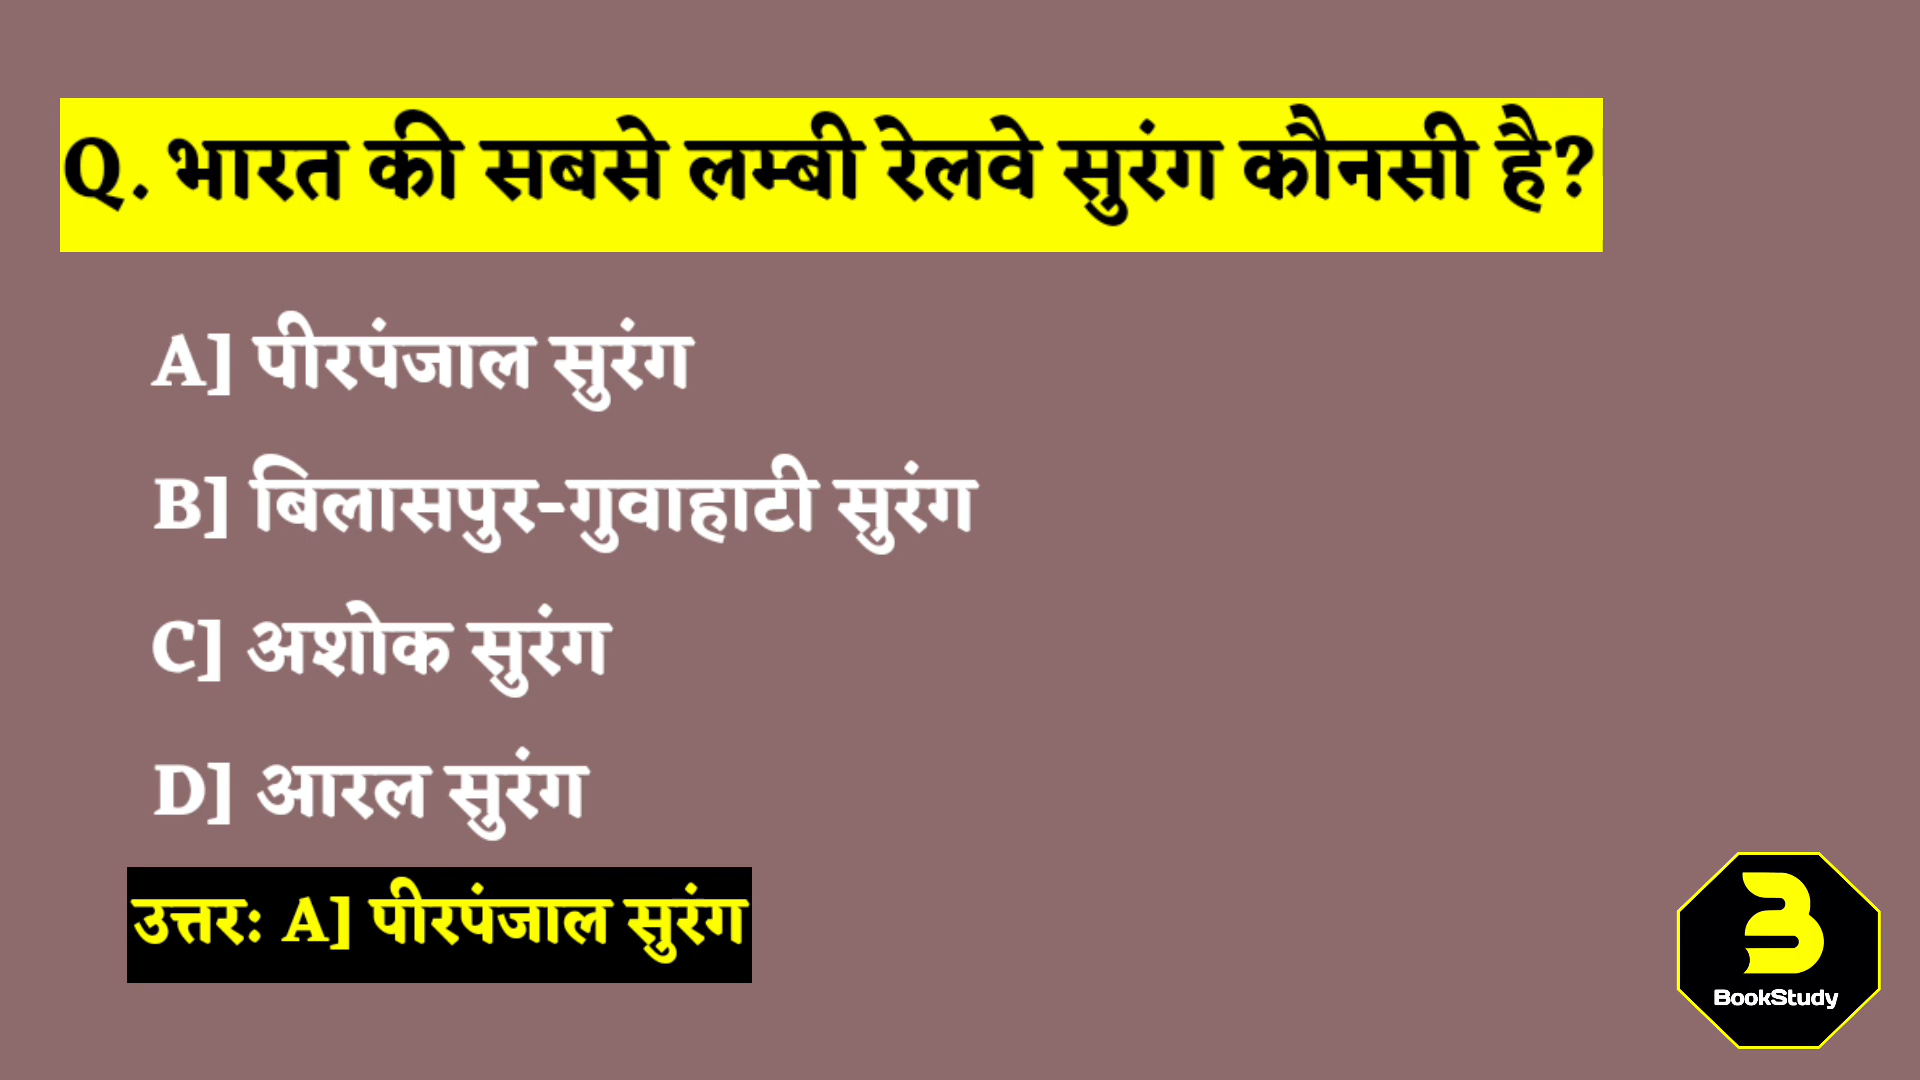 Q. भारत की सबसे लम्बी रेलवे सुरंग कौनसी है?
A] पीरपंजाल सुरंग
B] बिलासपुर-गुवाहाटी सुरंग
C] अशोक सुरंग
D] आरल सुरंग
उत्तरः A] पीरपंजाल सुरंग
BookStudy